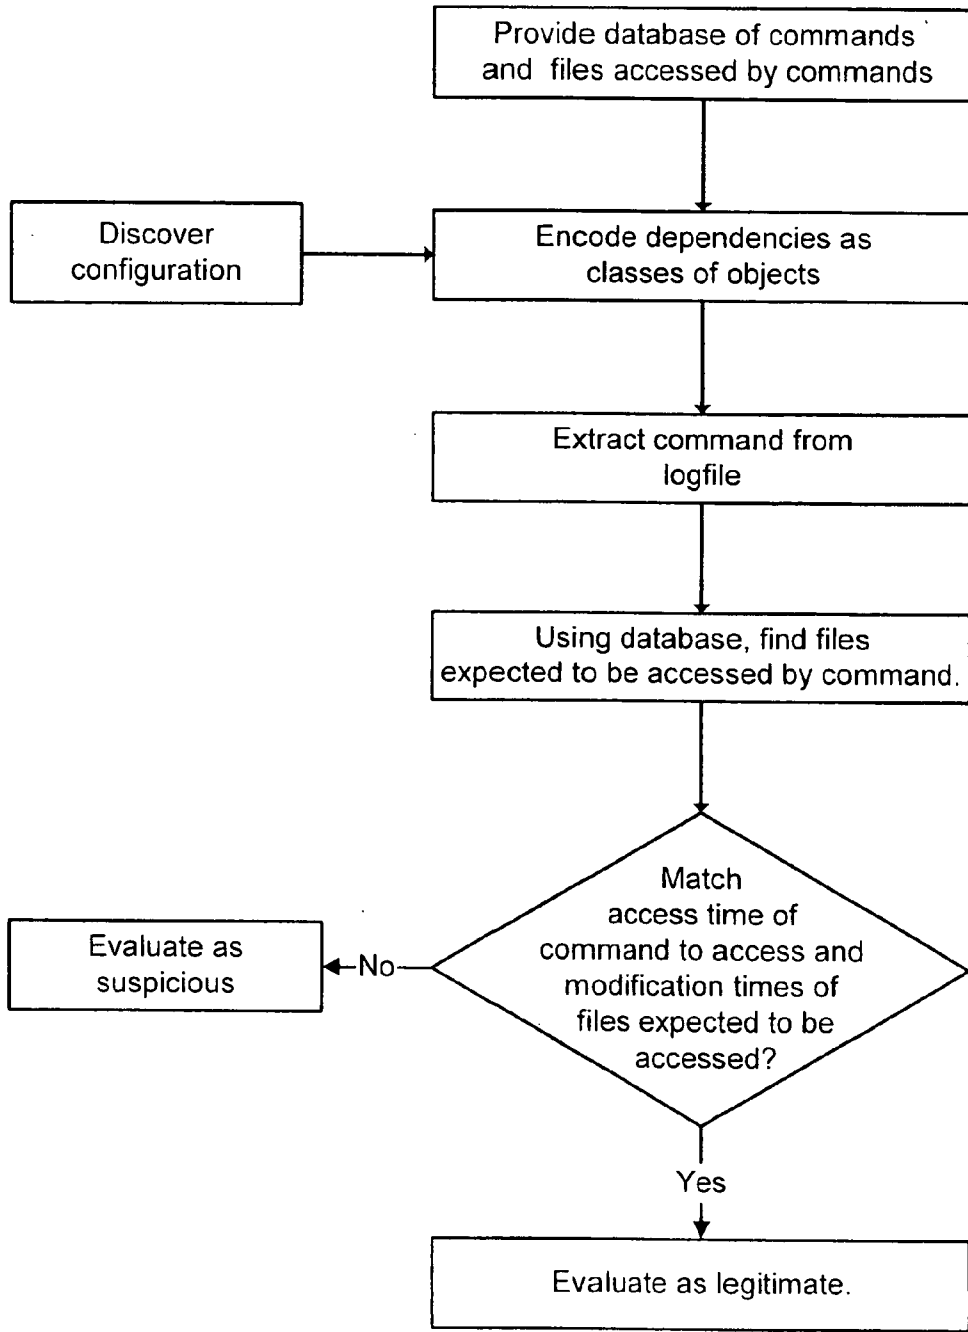 Provide database of commands
and files accessed by commands
Discover
configuration
Encode dependencies as
classes of objects
Extract command from
logfile
Using database, find files
expected to be accessed by command.
Match
access time of
command to access and
modification times of
files expected to be
accessed?
No
Evaluate as
suspicious
Yes
Evaluate as legitimate.